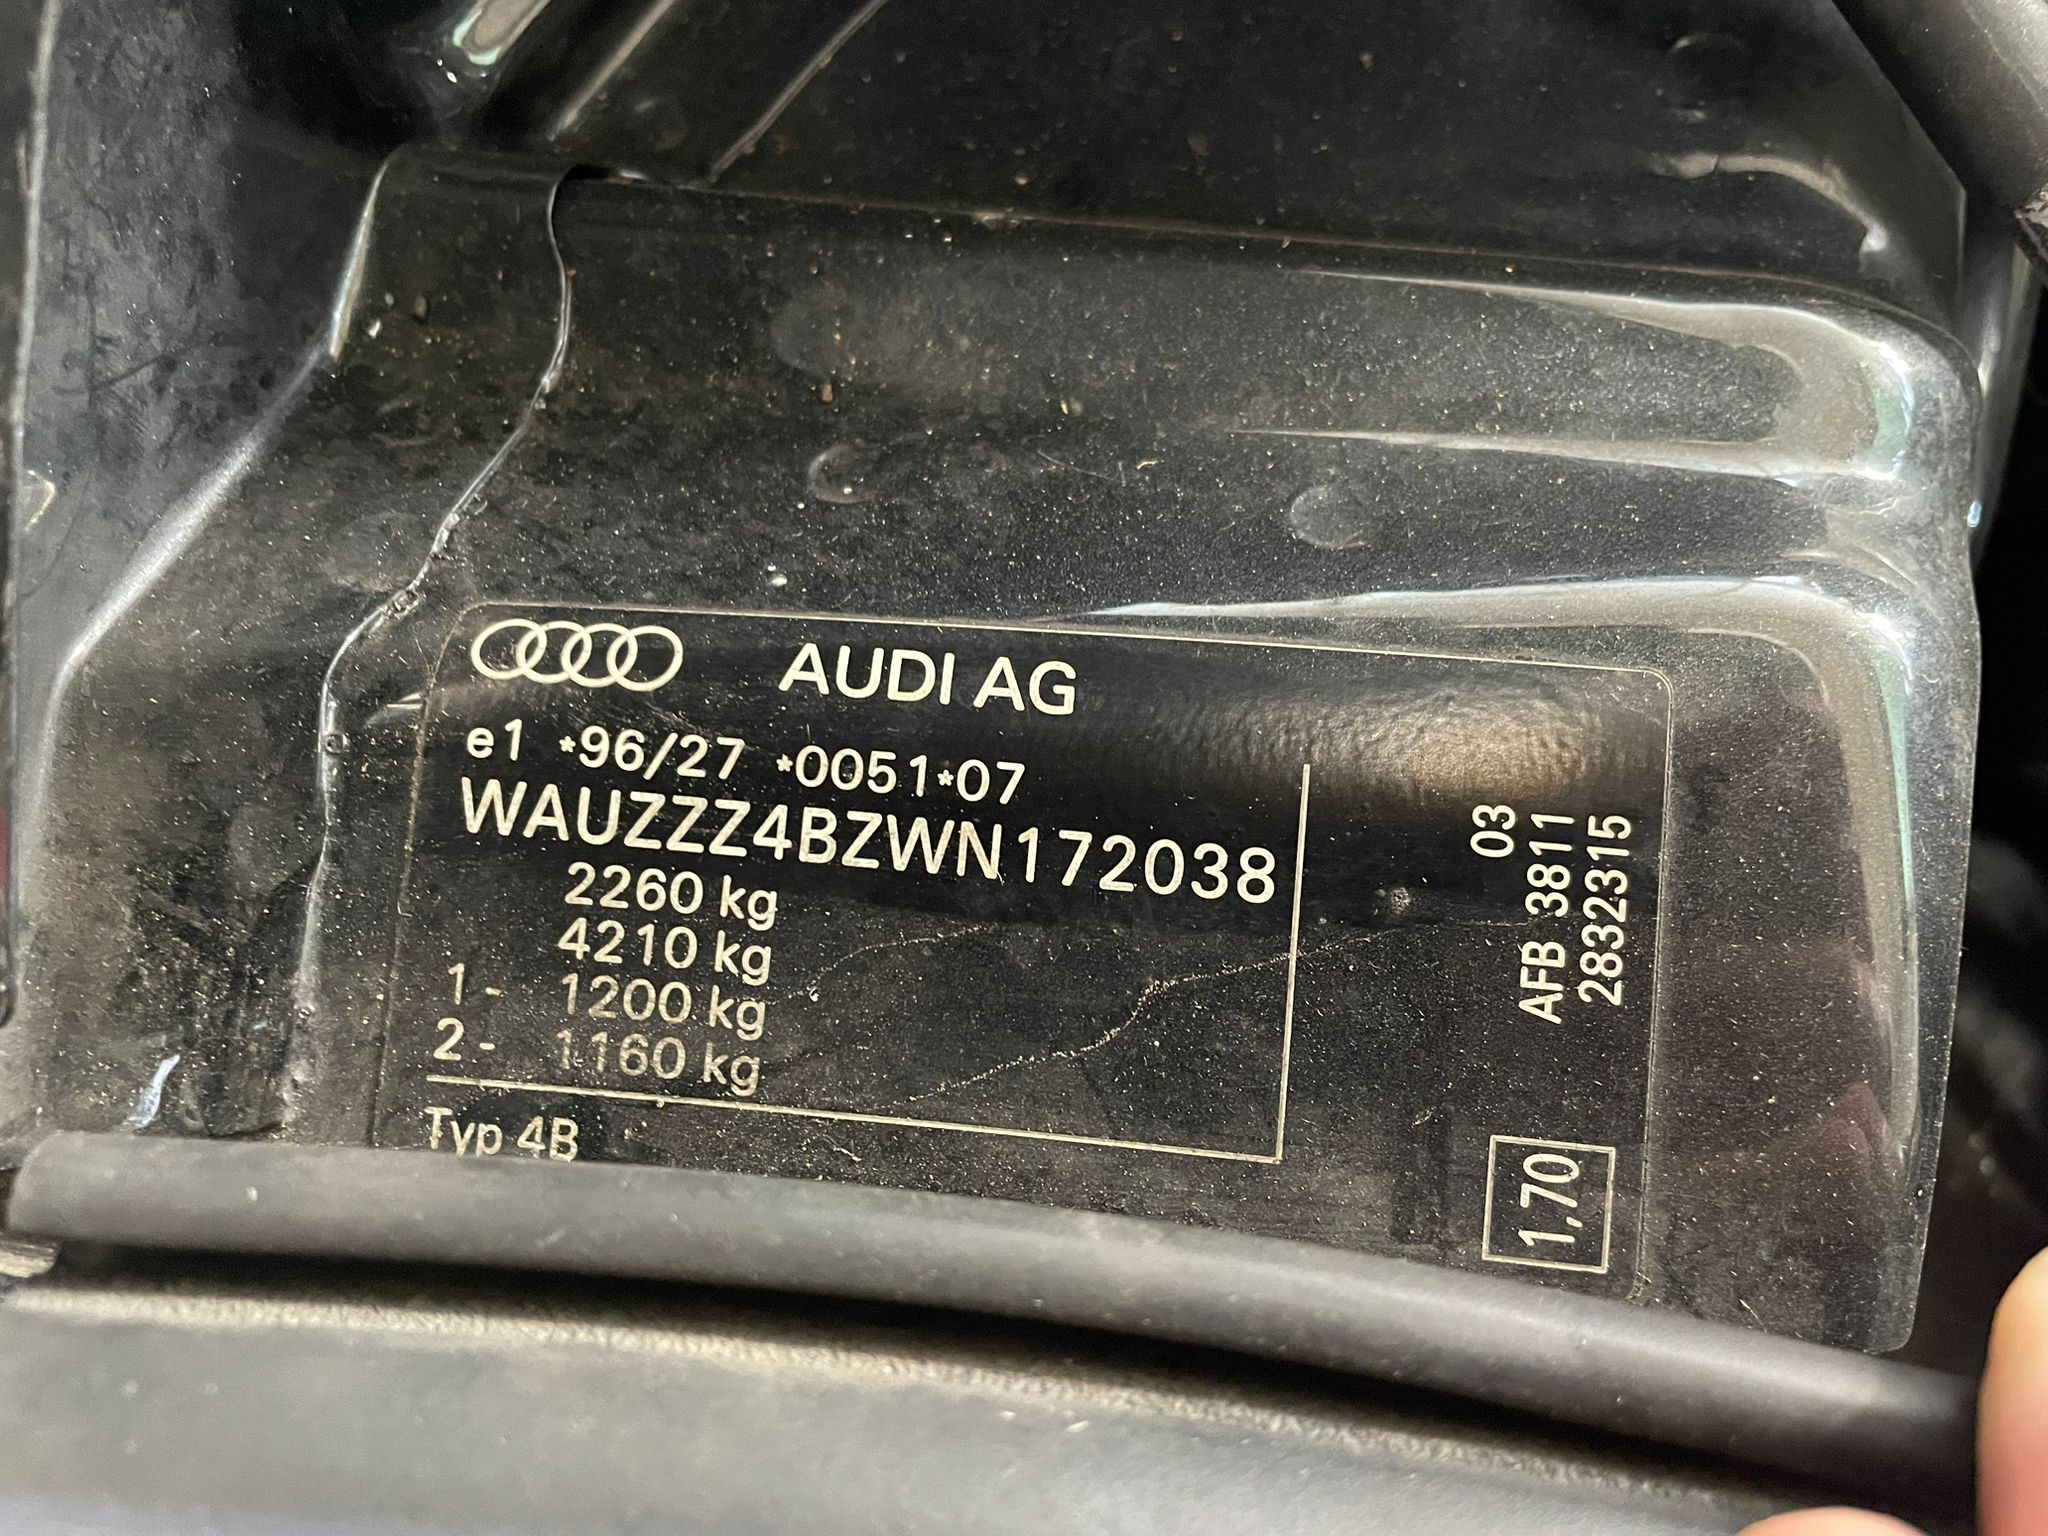 AUDI AG
e1 *96/27 *0051*07
WAUZZZ4BZWN172038
2260 kg
4210 kg
1- 1200 kg
2- 1160 kg
Typ 4B
03
AFB 3811
2832315
1,70